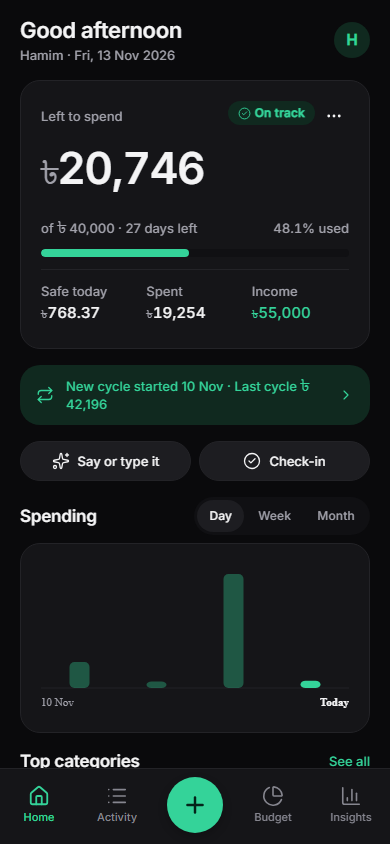 Good afternoon
Hamim · Fri, 13 Nov 2026
H
Left to spend
On track
৳20,746
of ৳ 40,000 · 27 days left
48.1% used
Safe today
Spent
Income
৳768.37
৳19,254
৳55,000
New cycle started 10 Nov · Last cycle ৳
42,196
Say or type it
Check-in
Spending
Day
Week
Month
10 Nov
Today
Top categories
See all
Home
Activity
Budget
Insights